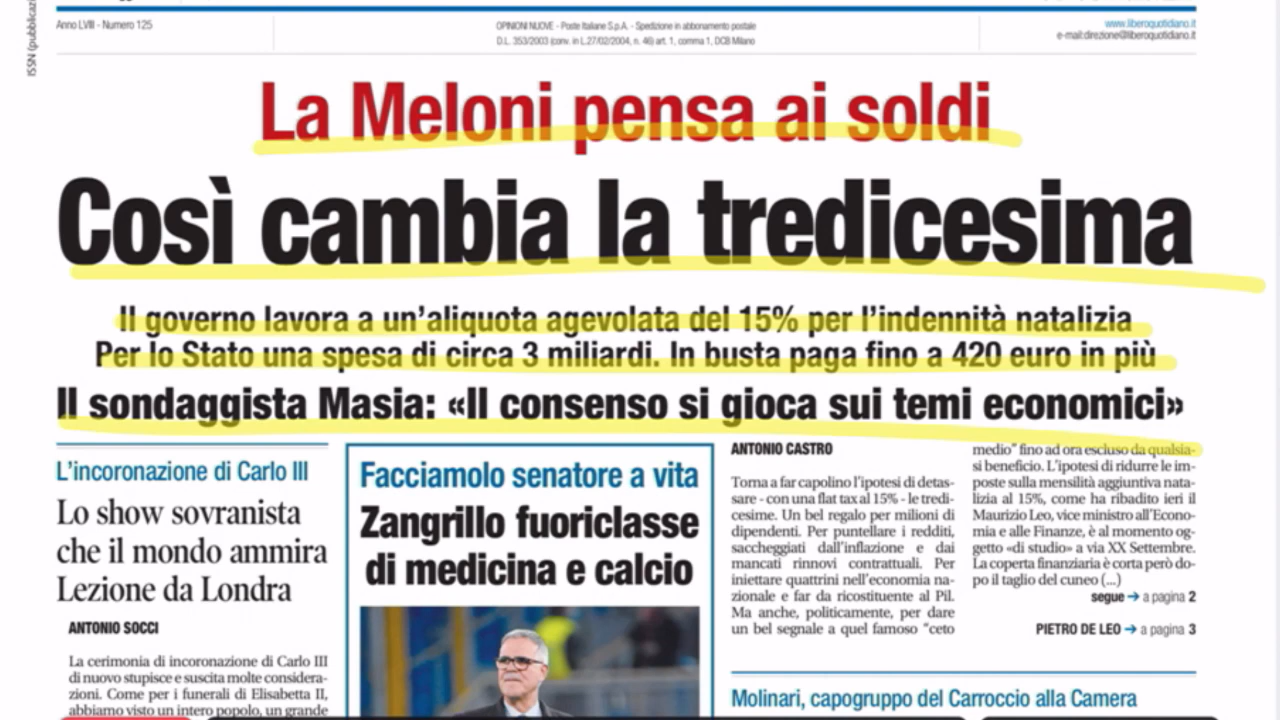 ISSN (pubblicazi
Anno LVIII - Numero 125
OPINIONI NUOVE - Poste Italiane S.p.A. - Spedizione in abbonamento postale
D.L. 353/2003 (conv. in L.27/02/2004, n. 46) art. 1, comma 1, DCB Milano
www.liberoquotidiano.it
e-mail:direzione@liberoquotidiano.it
La Meloni pensa ai soldi
Così cambia la tredicesima
Il governo lavora a un'aliquota agevolata del 15% per l'indennità natalizia
Per lo Stato una spesa di circa 3 miliardi. In busta paga fino a 420 euro in più
Il sondaggista Masia: «Il consenso si gioca sui temi economici»
L'incoronazione di Carlo III
Lo show sovranista
che il mondo ammira
Lezione da Londra
ANTONIO SOCCI
La cerimonia di incoronazione di Carlo III
di nuovo stupisce e suscita molte considera-
zioni. Come per i funerali di Elisabetta II,
abbiamo visto un intero popolo, un grande
Facciamolo senatore a vita
Zangrillo fuoriclasse
di medicina e calcio
ANTONIO CASTRO
Torna a far capolino l'ipotesi di detas-
sare - con una flat tax al 15% - le tredi-
cesime. Un bel regalo per milioni di
dipendenti. Per puntellare i redditi,
saccheggiati dall'inflazione e dai
mancati rinnovi contrattuali. Per
iniettare quattrini nell'economia na-
zionale e far da ricostituente al Pil.
Ma anche, politicamente, per dare
un bel segnale a quel famoso "ceto
medio" fino ad ora escluso da qualsia-
si beneficio. L'ipotesi di ridurre le im-
poste sulla mensilità aggiuntiva nata-
lizia al 15%, come ha ribadito ieri il
Maurizio Leo, vice ministro all'Econo-
mia e alle Finanze, è al momento og-
getto «di studio» a via XX Settembre.
La coperta finanziaria è corta però do-
po il taglio del cuneo (...)
segue → a pagina 2
PIETRO DE LEO → a pagina 3
Molinari, capogruppo del Carroccio alla Camera